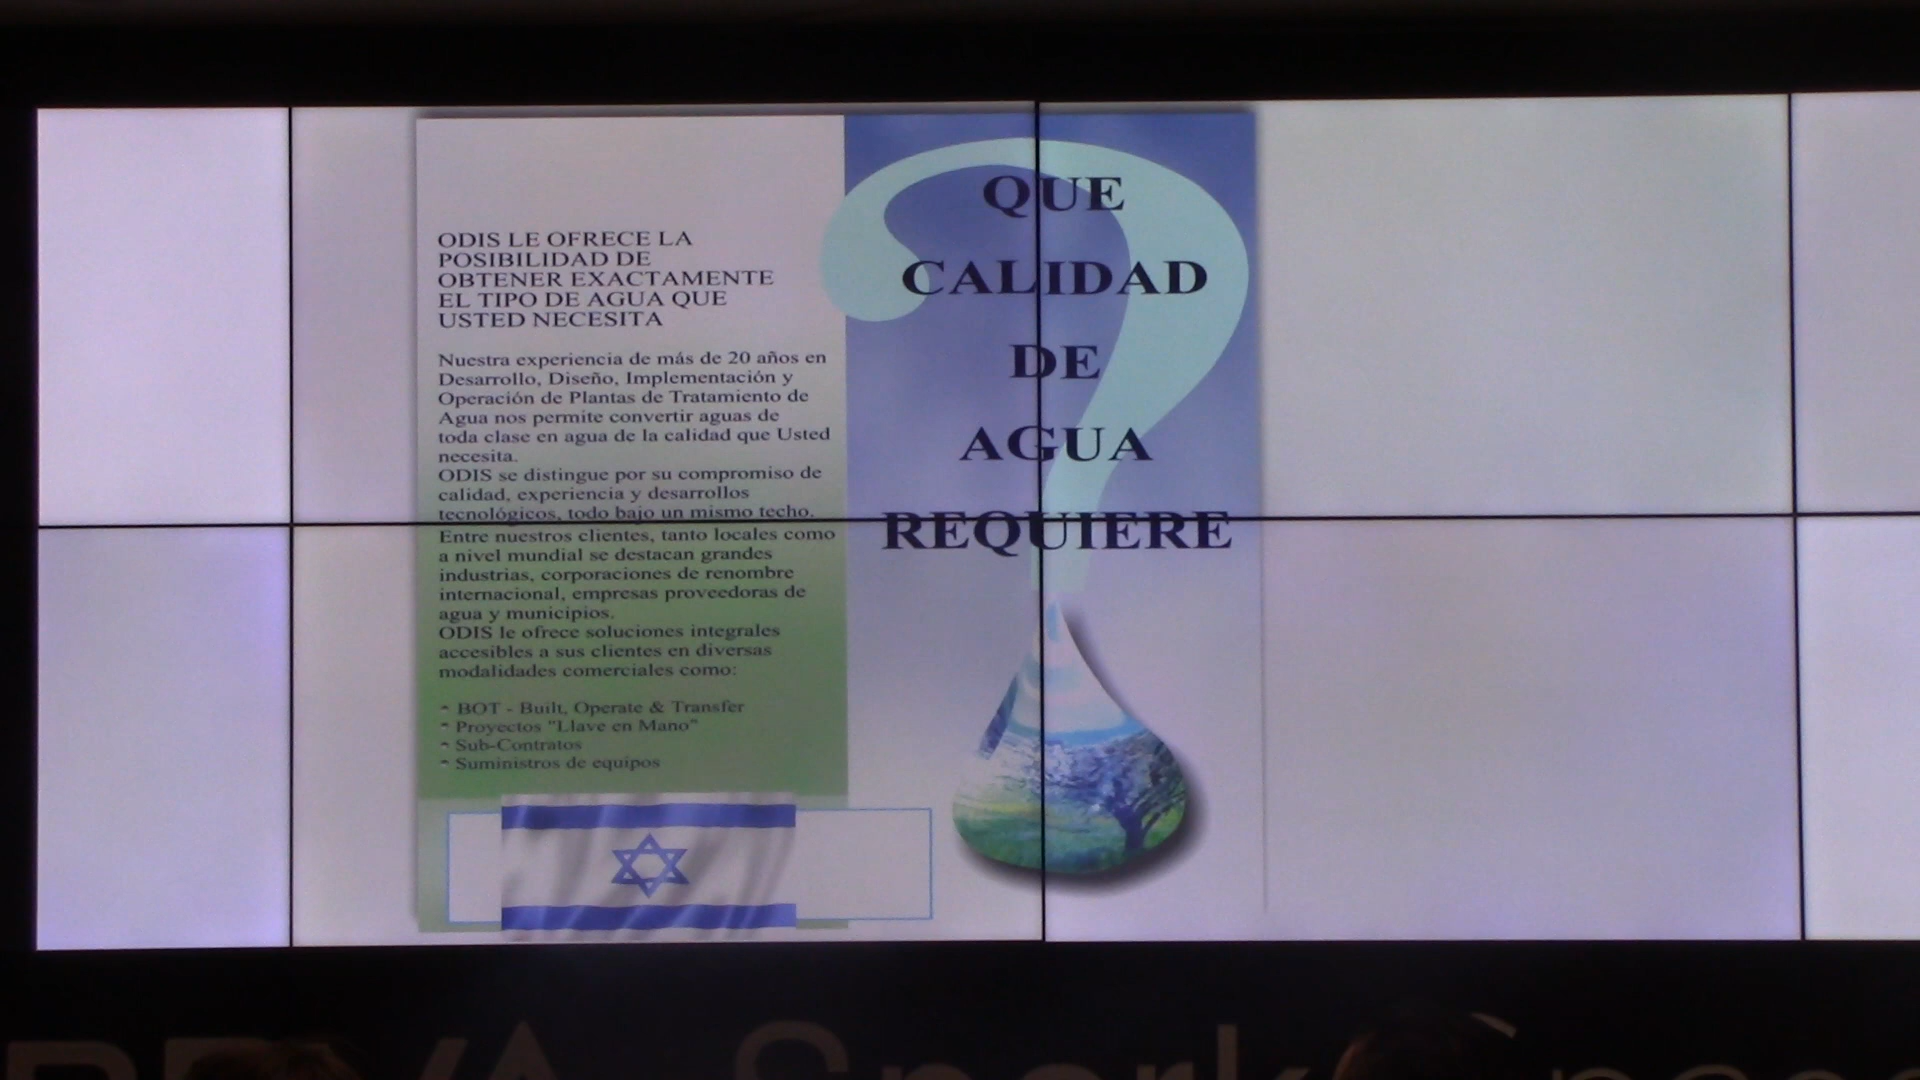 ODIS LE OFRECE LA
POSIBILIDAD DE
OBTENER EXACTAMENTE
EL TIPO DE AGUA QUE
USTED NECESITA
Nuestra experiencia de más de 20 años en
Desarrollo, Diseño, Implementación y
Operación de Plantas de Tratamiento de
Agua nos permite convertir aguas de
toda clase en agua de la calidad que Usted
necesita.
ODIS se distingue por su compromiso de
calidad, experiencia y desarrollos
tecnológicos, todo bajo un mismo techo.
Entre nuestros clientes, tanto locales como
a nivel mundial se destacan grandes
industrias, corporaciones de renombre
internacional, empresas proveedoras de
agua y municipios.
ODIS le ofrece soluciones integrales
accesibles a sus clientes en diversas
modalidades comerciales como:
- BOT - Built, Operate & Transfer
- Proyectos "Llave en Mano"
- Sub-Contratos
- Suministros de equipos
QUE
CALIDAD
DE
AGUA
REQUIERE
?